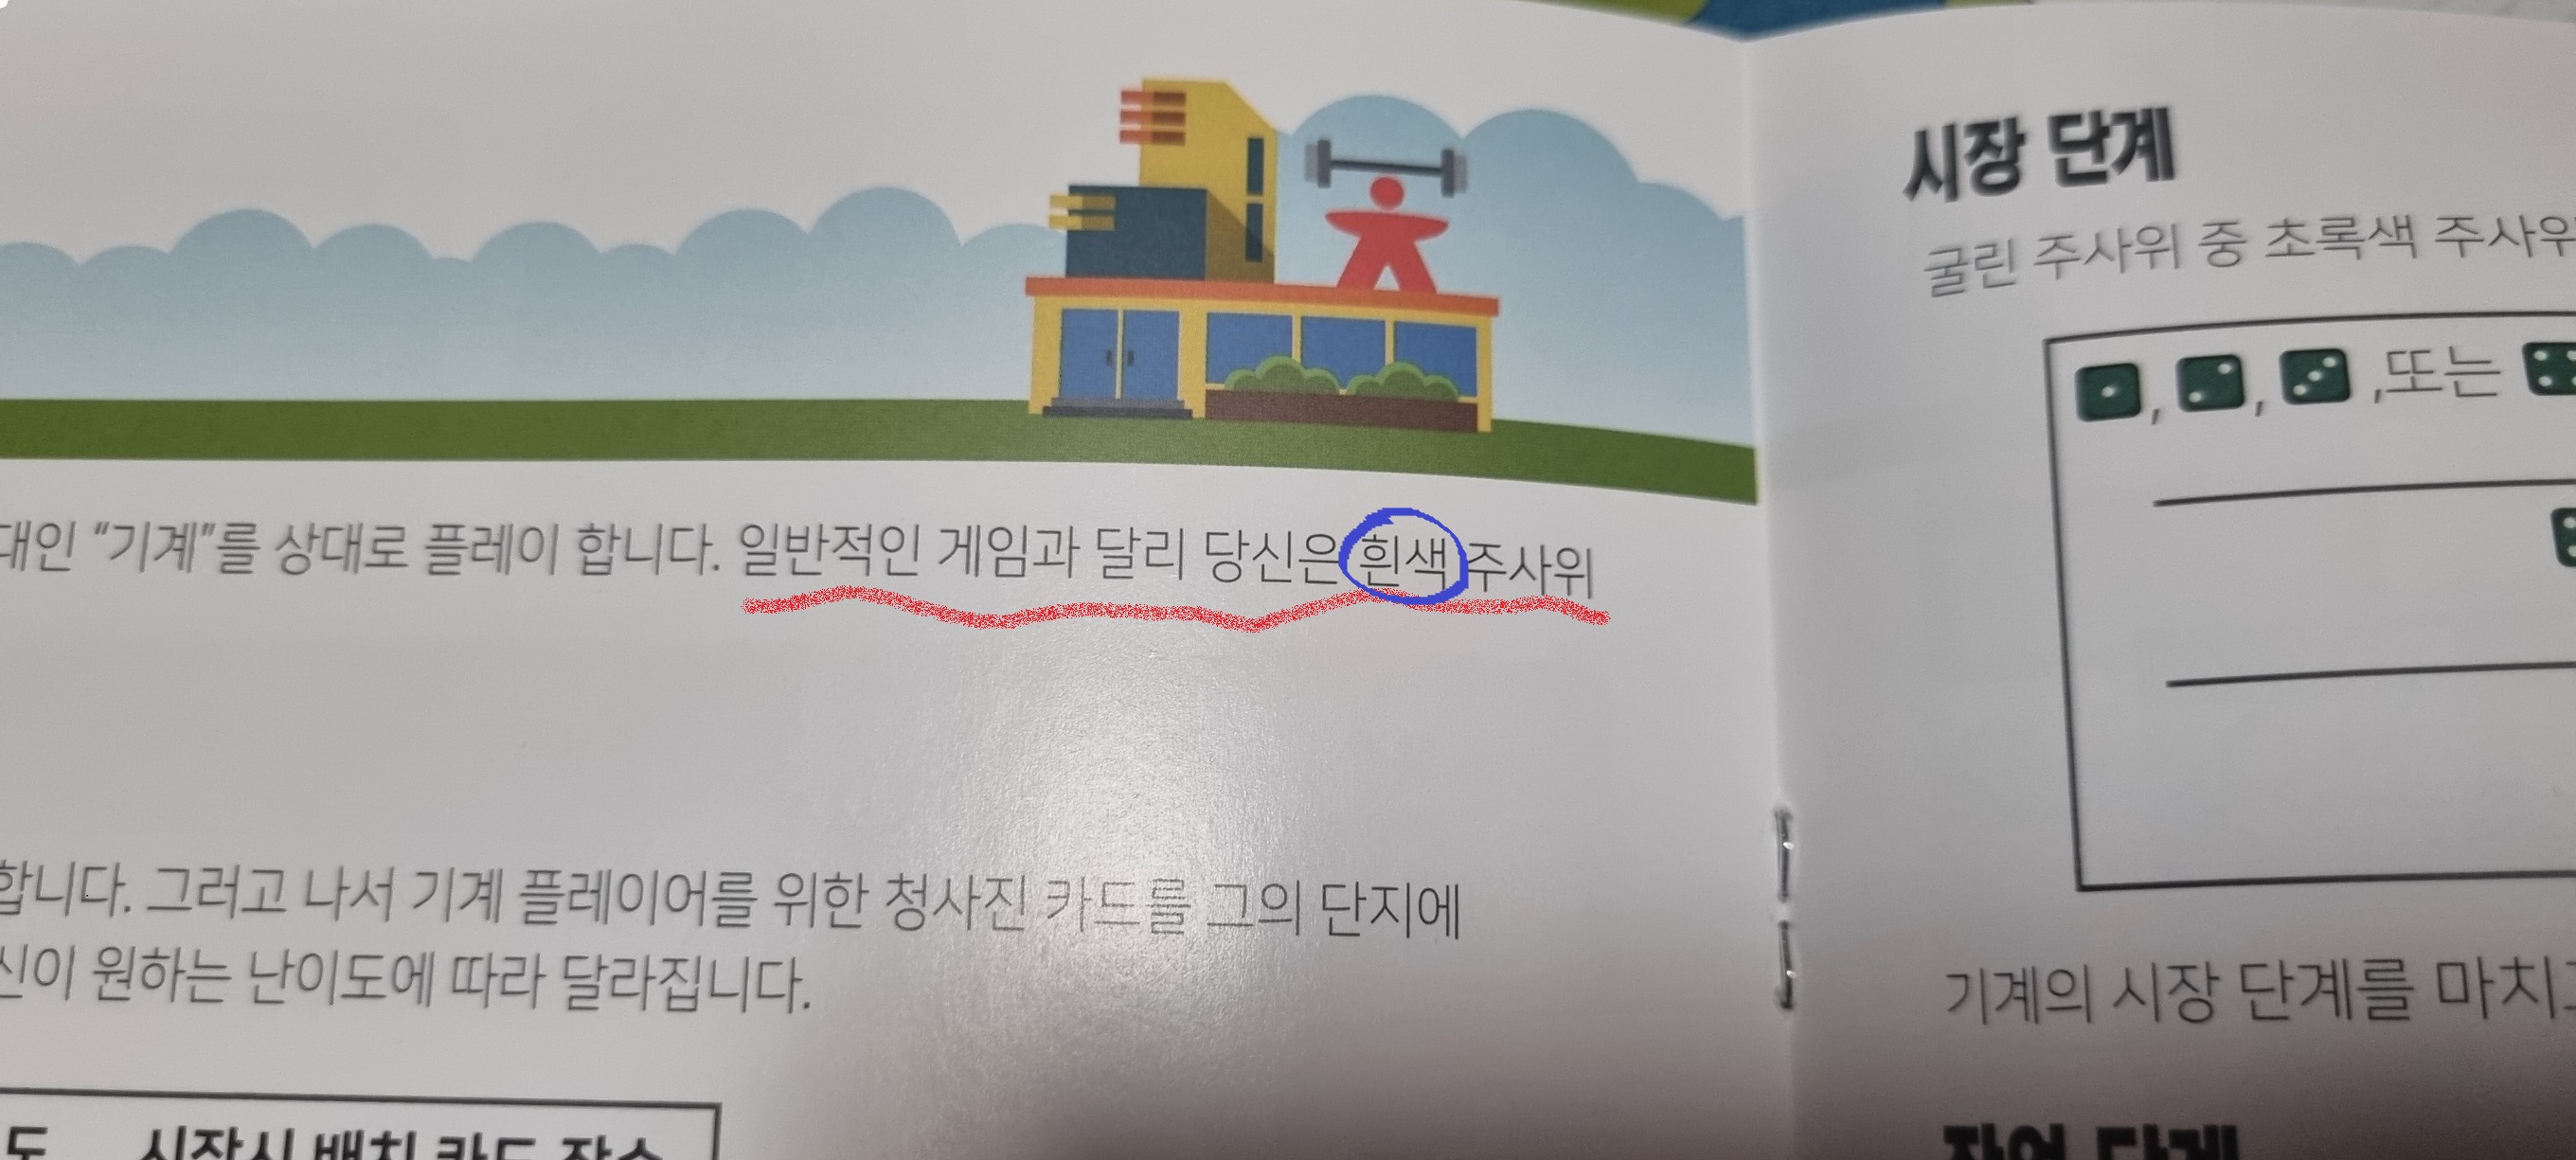 대인 "기계"를 상대로 플레이 합니다. 일반적인 게임과 달리 당신은 흰색 주사위
합니다. 그러고 나서 기계 플레이어를 위한 청사진 카드를 그의 단지에
신이 원하는 난이도에 따라 달라집니다.
시장 단계
굴린 주사위 중 초록색 주사위
, , ,또는
기계의 시장 단계를 마치고